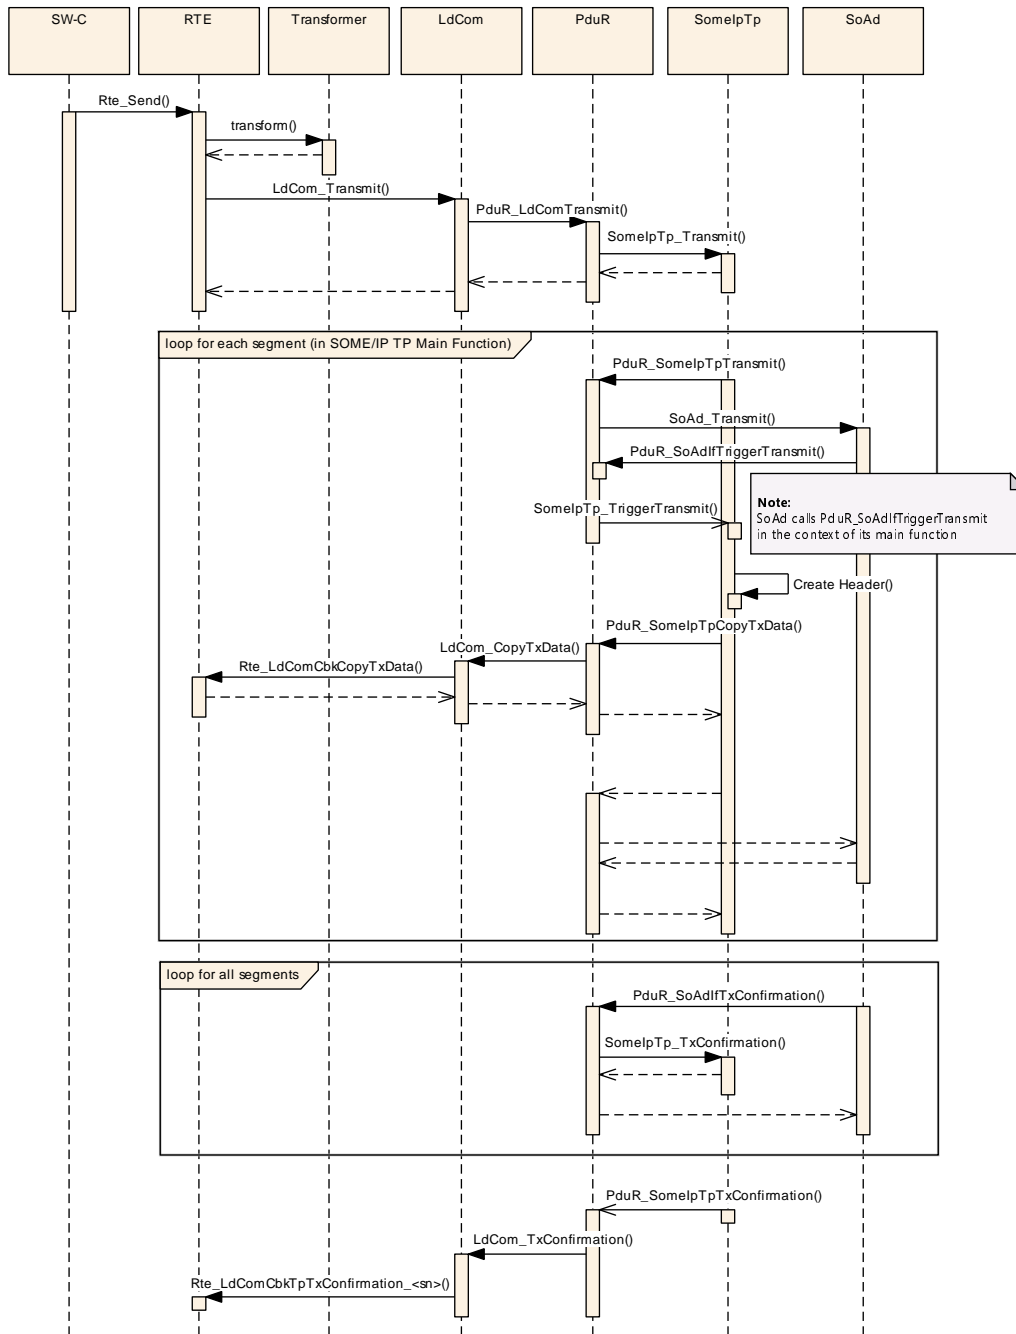 SW-C
RTE
Transformer
LdCom
PduR
SomeIpTp
SoAd
Rte_Send()
transform()
LdCom_Transmit()
PduR_LdComTransmit()
SomeIpTp_Transmit()
loop for each segment (in SOME/IP TP Main Function)
PduR_SomeIpTpTransmit()
SoAd_Transmit()
PduR_SoAdIfTriggerTransmit()
SomeIpTp_TriggerTransmit()
Note:
SoAd calls PduR_SoAdIfTriggerTransmit
in the context of its main function
Create Header()
PduR_SomeIpTpCopyTxData()
LdCom_CopyTxData()
Rte_LdComCbkCopyTxData()
loop for all segments
PduR_SoAdIfTxConfirmation()
SomeIpTp_TxConfirmation()
PduR_SomeIpTpTxConfirmation()
LdCom_TxConfirmation()
Rte_LdComCbkTpTxConfirmation_<sn>()